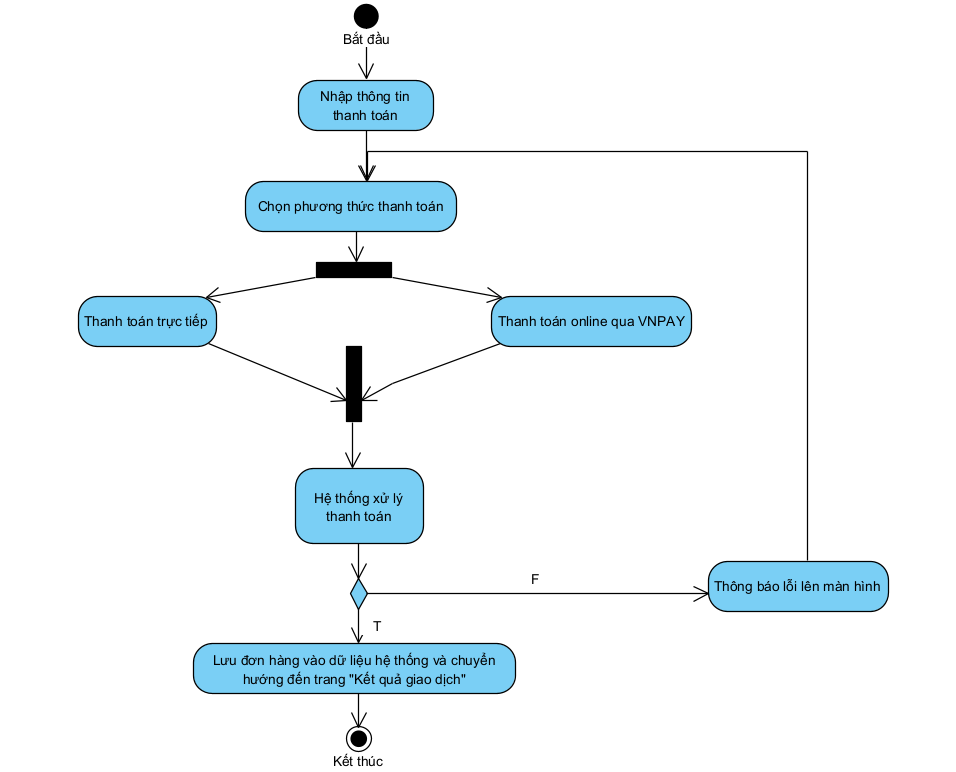 Bắt đầu
Nhập thông tin
thanh toán
Chọn phương thức thanh toán
Thanh toán trực tiếp
Thanh toán online qua VNPAY
Hệ thống xử lý
thanh toán
F
Thông báo lỗi lên màn hình
T
Lưu đơn hàng vào dữ liệu hệ thống và chuyển
hướng đến trang "Kết quả giao dịch"
Kết thúc